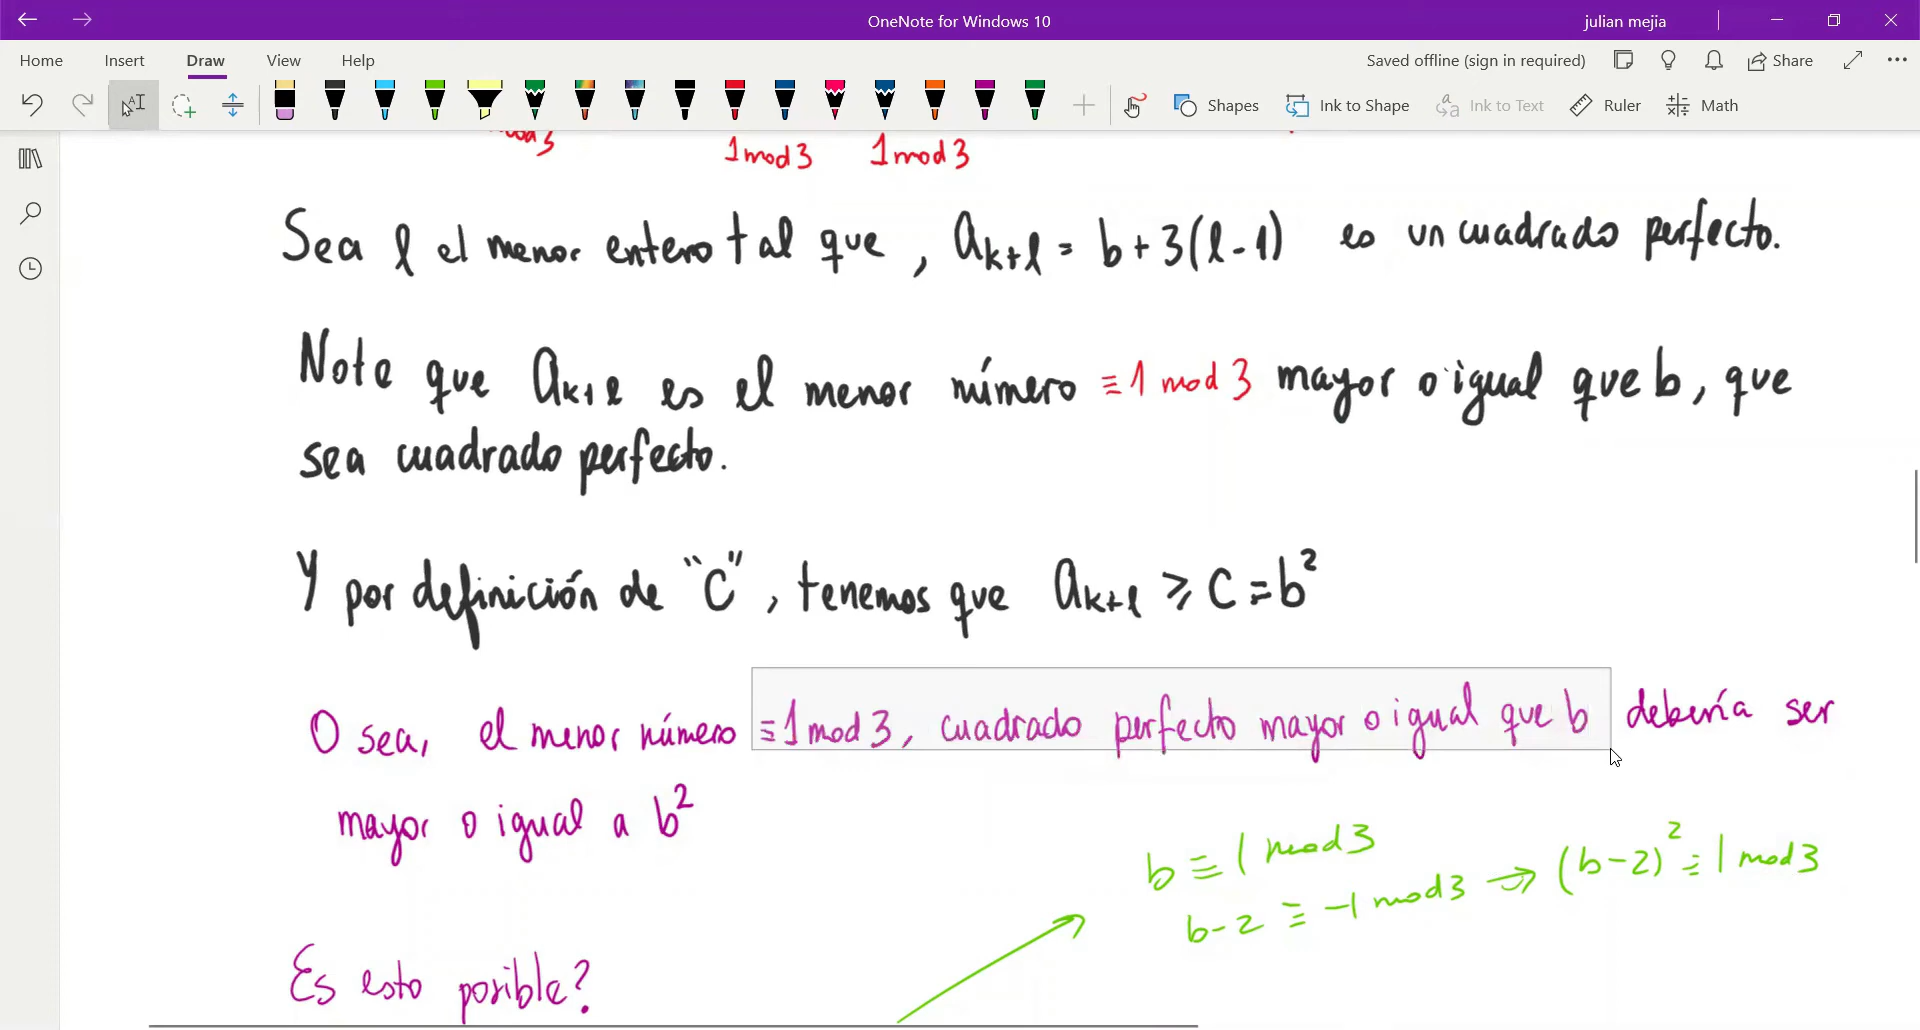 OneNote for Windows 10
julian mejia
Home Insert Draw View Help
Saved offline (sign in required) Share
Shapes Ink to Shape Ink to Text Ruler Math
mod 3
1 mod 3 1 mod 3
Sea l el menor entero tal que, a_{k+l} = b + 3(l-1) es un cuadrado perfecto.
Note que a_{k+l} es el menor número ≡ 1 mod 3 mayor o igual que b, que
sea cuadrado perfecto.
Y por definición de "C", tenemos que a_{k+l} ≥ C = b²
O sea, el menor número ≡ 1 mod 3, cuadrado perfecto mayor o igual que b debería ser
mayor o igual a b²
b ≡ 1 mod 3
b-2 ≡ -1 mod 3 → (b-2)² ≡ 1 mod 3
Es esto posible?